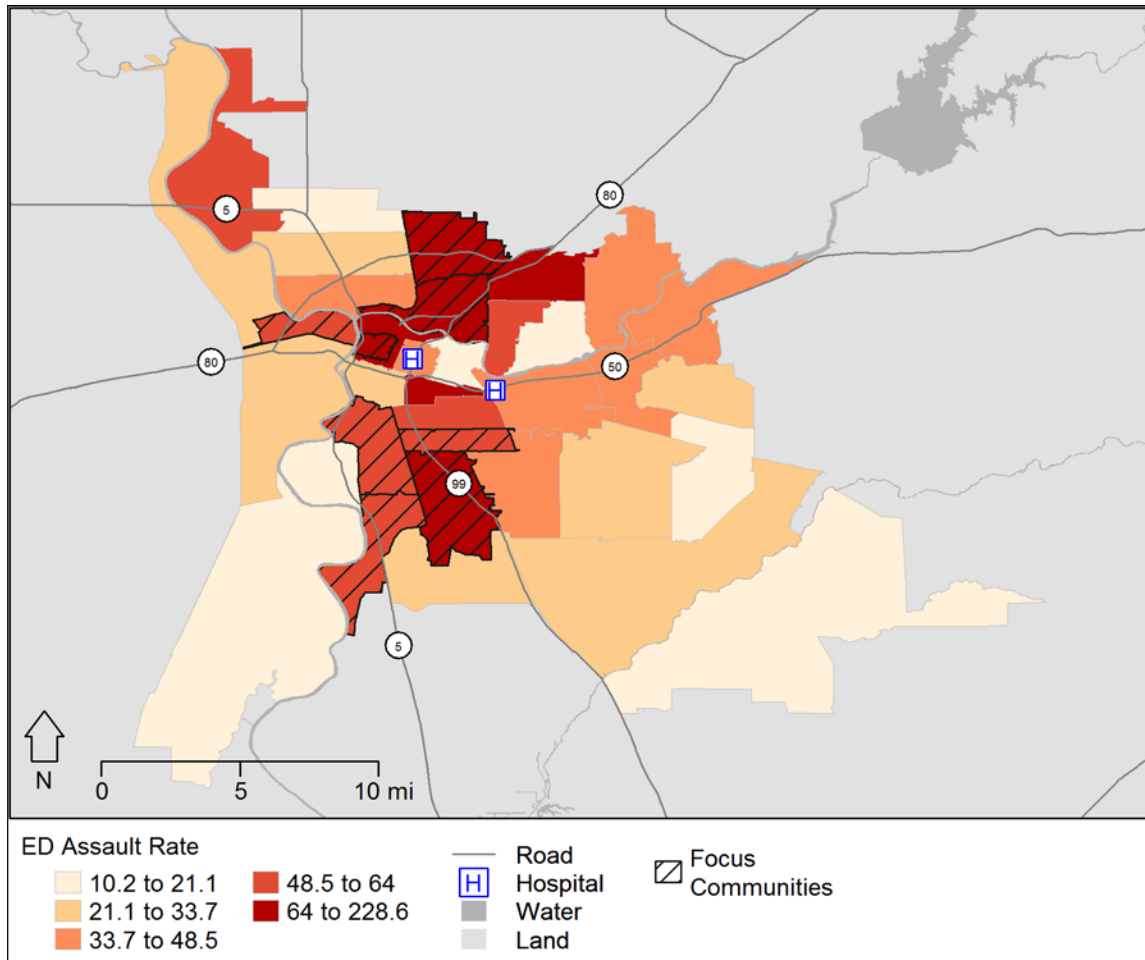 80
5
H
80
50
H
99
5
N
0 5 10 mi
ED Assault Rate
10.2 to 21.1
21.1 to 33.7
33.7 to 48.5
48.5 to 64
64 to 228.6
Road
Hospital
H
Water
Land
Focus
Communities